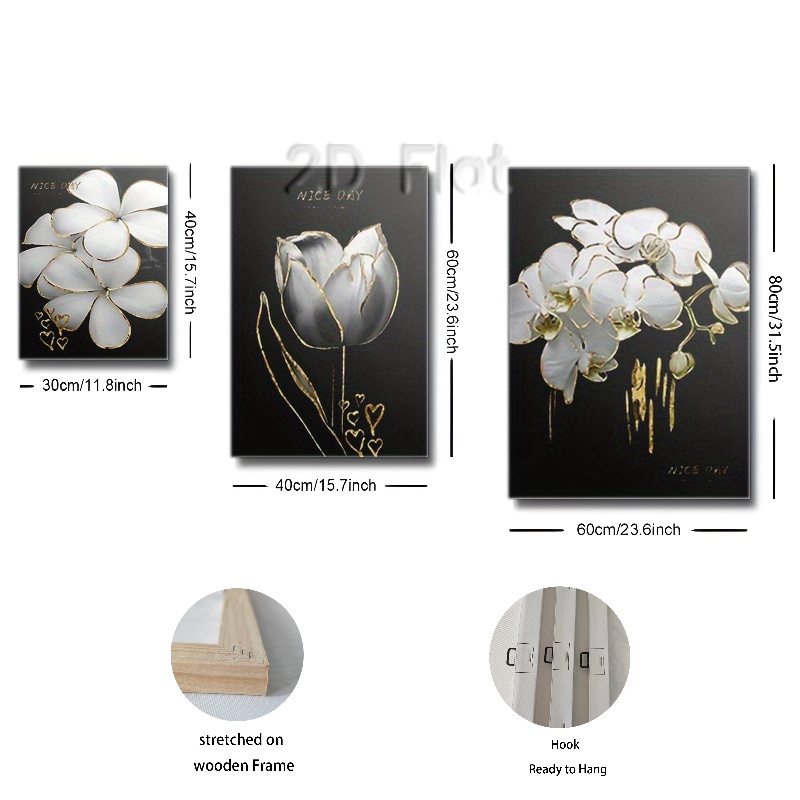 2D Flat
NICE DAY
NICE DAY
NICE DAY
40cm/15.7inch
60cm/23.6inch
80cm/31.5inch
30cm/11.8inch
40cm/15.7inch
60cm/23.6inch
stretched on
wooden Frame
Hook
Ready to Hang